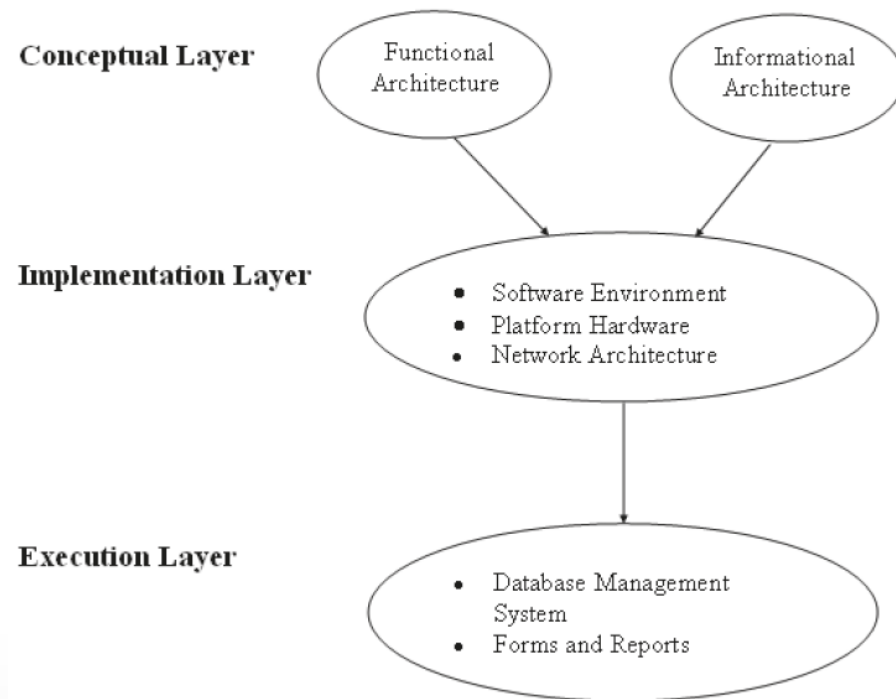 Conceptual Layer
Functional
Architecture
Informational
Architecture
Implementation Layer
• Software Environment
• Platform Hardware
• Network Architecture
Execution Layer
• Database Management
System
• Forms and Reports